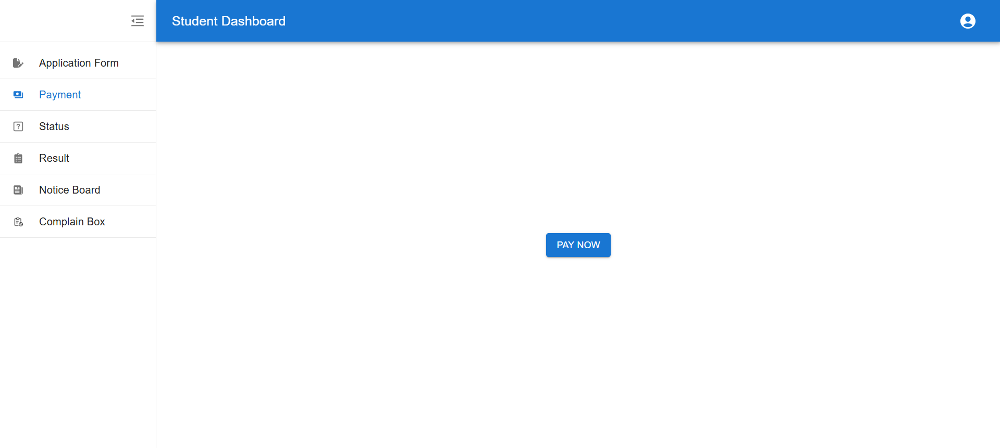 Student Dashboard
Application Form
Payment
Status
Result
Notice Board
Complain Box
PAY NOW